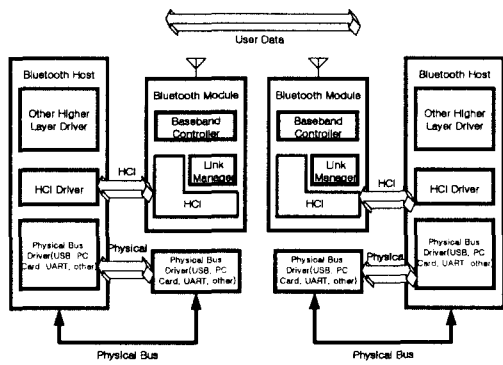 User Data
Bluetooth Host
Other Higher
Layer Driver
HCI Driver
Physical Bus
Driver(USB, PC
Card, UART, other)
HCI
Physical
Bluetooth Module
Baseband
Controller
Link
Manager
HCI
Physical Bus
Driver(USB, PC
Card, UART, other)
Physical Bus
Bluetooth Module
Baseband
Controller
Link
Manager
HCI
Physical Bus
Driver(USB, PC
Card, UART, other)
HCI
Physical
Bluetooth Host
Other Higher
Layer Driver
HCI Driver
Physical Bus
Driver(USB, PC
Card, UART, other)
Physical Bus